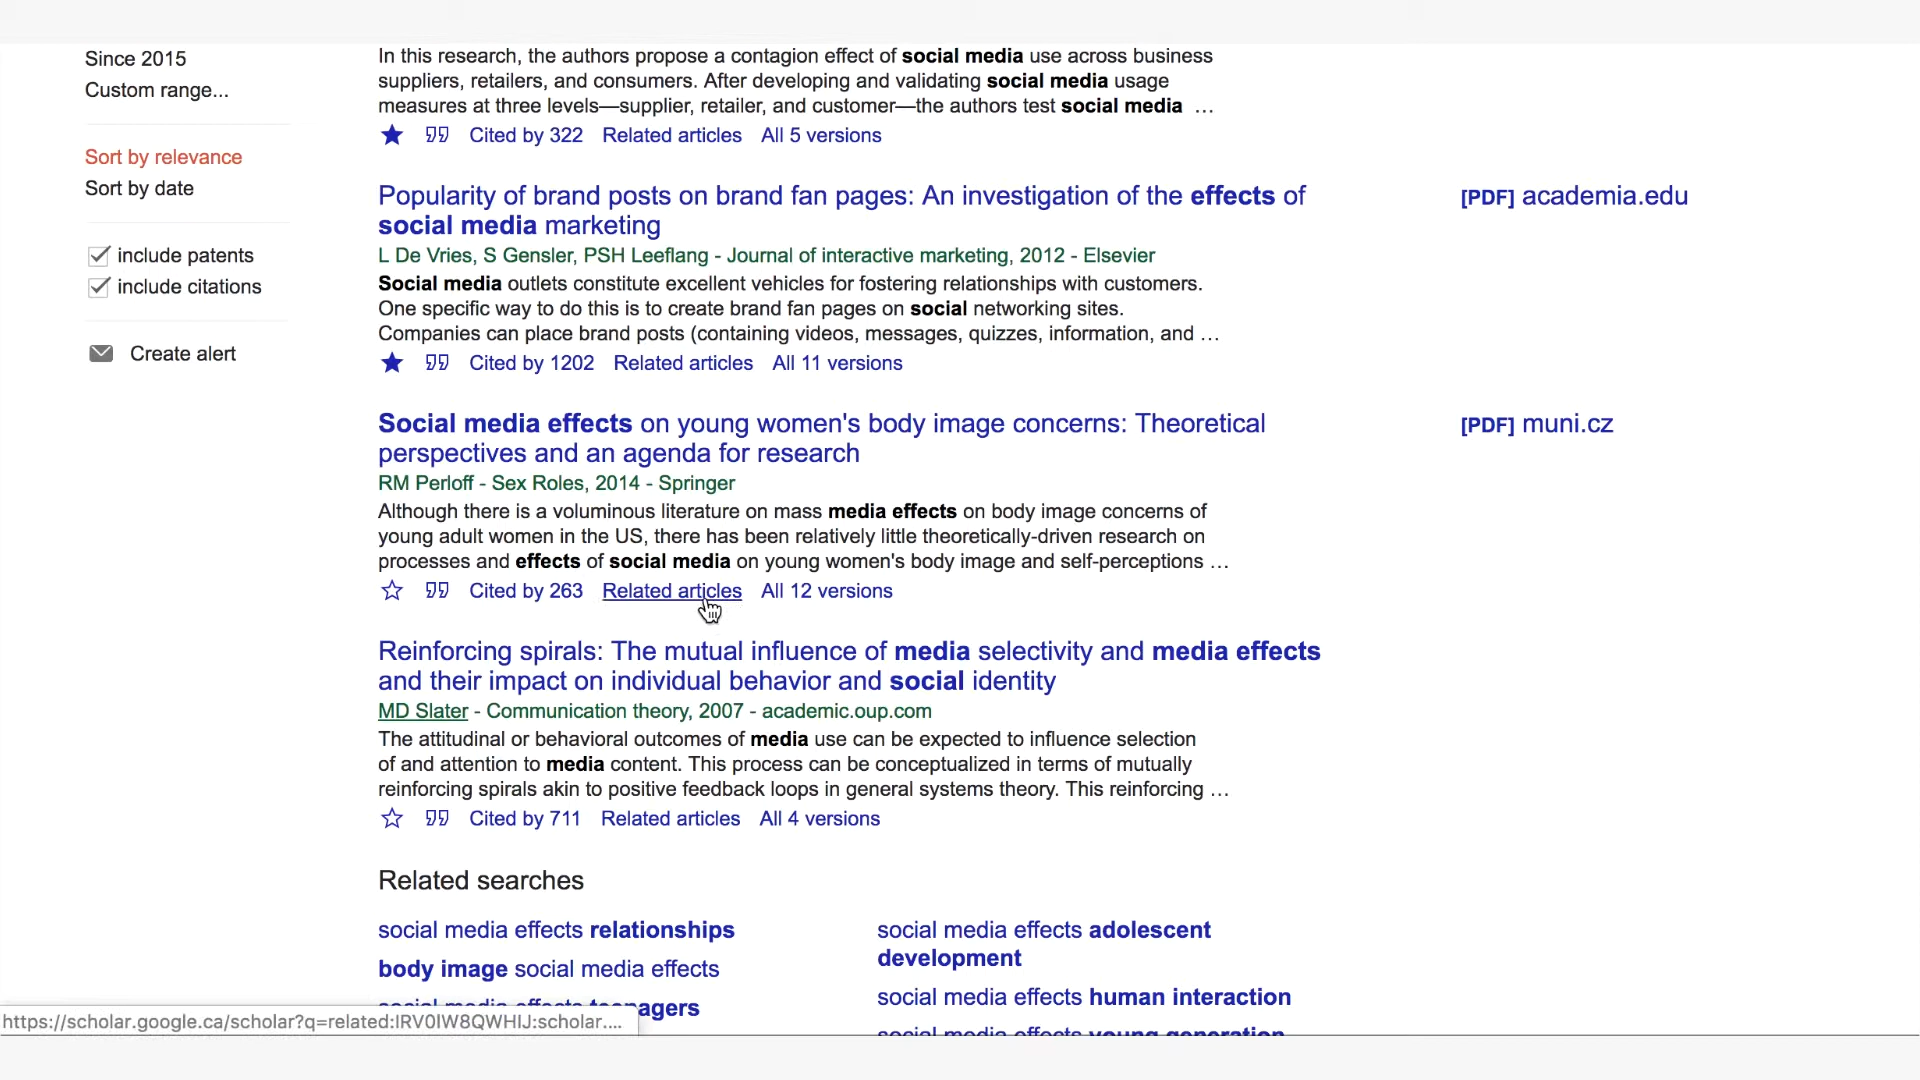 Since 2015
Custom range...
Sort by relevance
Sort by date
include patents
include citations
Create alert
In this research, the authors propose a contagion effect of social media use across business
suppliers, retailers, and consumers. After developing and validating social media usage
measures at three levels—supplier, retailer, and customer—the authors test social media …
Cited by 322 Related articles All 5 versions
Popularity of brand posts on brand fan pages: An investigation of the effects of
social media marketing
[PDF] academia.edu
L De Vries, S Gensler, PSH Leeflang - Journal of interactive marketing, 2012 - Elsevier
Social media outlets constitute excellent vehicles for fostering relationships with customers.
One specific way to do this is to create brand fan pages on social networking sites.
Companies can place brand posts (containing videos, messages, quizzes, information, and …
Cited by 1202 Related articles All 11 versions
Social media effects on young women's body image concerns: Theoretical
perspectives and an agenda for research
[PDF] muni.cz
RM Perloff - Sex Roles, 2014 - Springer
Although there is a voluminous literature on mass media effects on body image concerns of
young adult women in the US, there has been relatively little theoretically-driven research on
processes and effects of social media on young women's body image and self-perceptions …
Cited by 263 Related articles All 12 versions
Reinforcing spirals: The mutual influence of media selectivity and media effects
and their impact on individual behavior and social identity
MD Slater - Communication theory, 2007 - academic.oup.com
The attitudinal or behavioral outcomes of media use can be expected to influence selection
of and attention to media content. This process can be conceptualized in terms of mutually
reinforcing spirals akin to positive feedback loops in general systems theory. This reinforcing …
Cited by 711 Related articles All 4 versions
Related searches
social media effects relationships
body image social media effects
social media effects teenagers
social media effects adolescent
development
social media effects human interaction
social media effects young generation
https://scholar.google.ca/scholar?q=related:lRV0IW8QWHIJ:scholar....